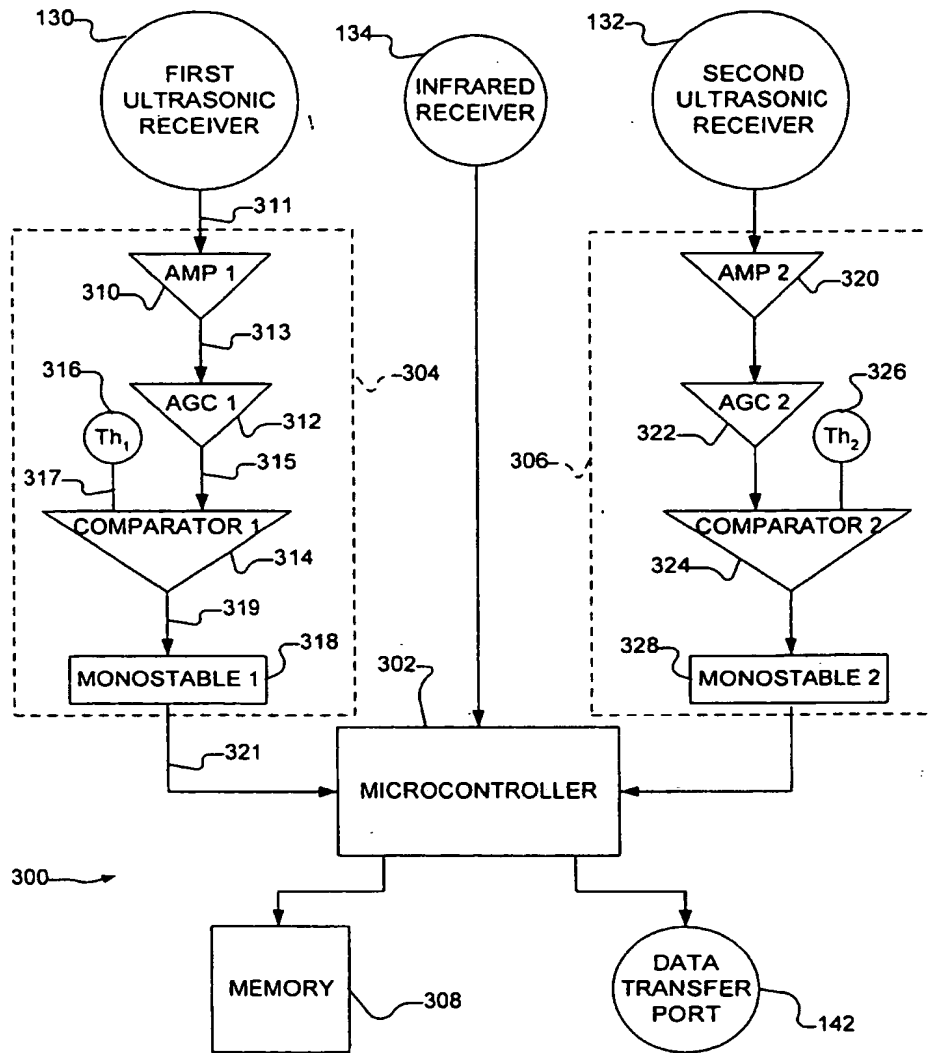 130
134
132
FIRST
ULTRASONIC
RECEIVER
INFRARED
RECEIVER
SECOND
ULTRASONIC
RECEIVER
311
AMP 1
310
AMP 2
320
313
316
304
326
AGC 1
312
AGC 2
322
Th₁
Th₂
317
315
306
COMPARATOR 1
314
COMPARATOR 2
324
319
318
302
328
MONOSTABLE 1
MONOSTABLE 2
321
MICROCONTROLLER
300
MEMORY
308
DATA
TRANSFER
PORT
142